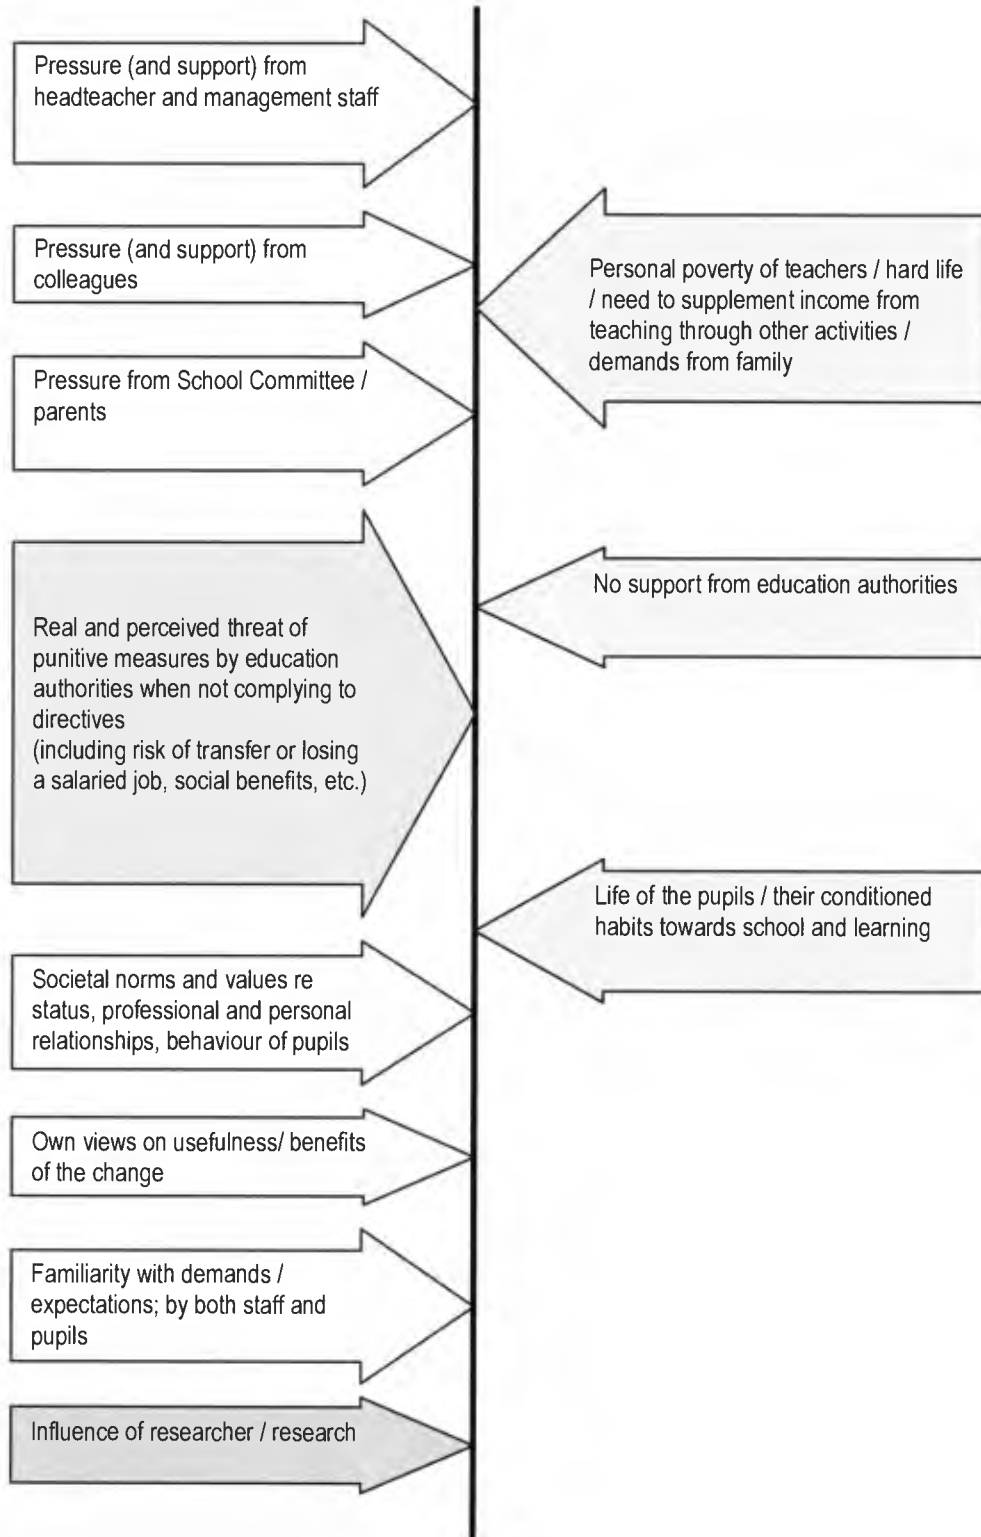 Pressure (and support) from
headteacher and management staff
Pressure (and support) from
colleagues
Pressure from School Committee /
parents
Real and perceived threat of
punitive measures by education
authorities when not complying to
directives
(including risk of transfer or losing
a salaried job, social benefits, etc.)
Societal norms and values re
status, professional and personal
relationships, behaviour of pupils
Own views on usefulness/ benefits
of the change
Familiarity with demands /
expectations; by both staff and
pupils
Influence of researcher / research
Personal poverty of teachers / hard life
/ need to supplement income from
teaching through other activities /
demands from family
No support from education authorities
Life of the pupils / their conditioned
habits towards school and learning